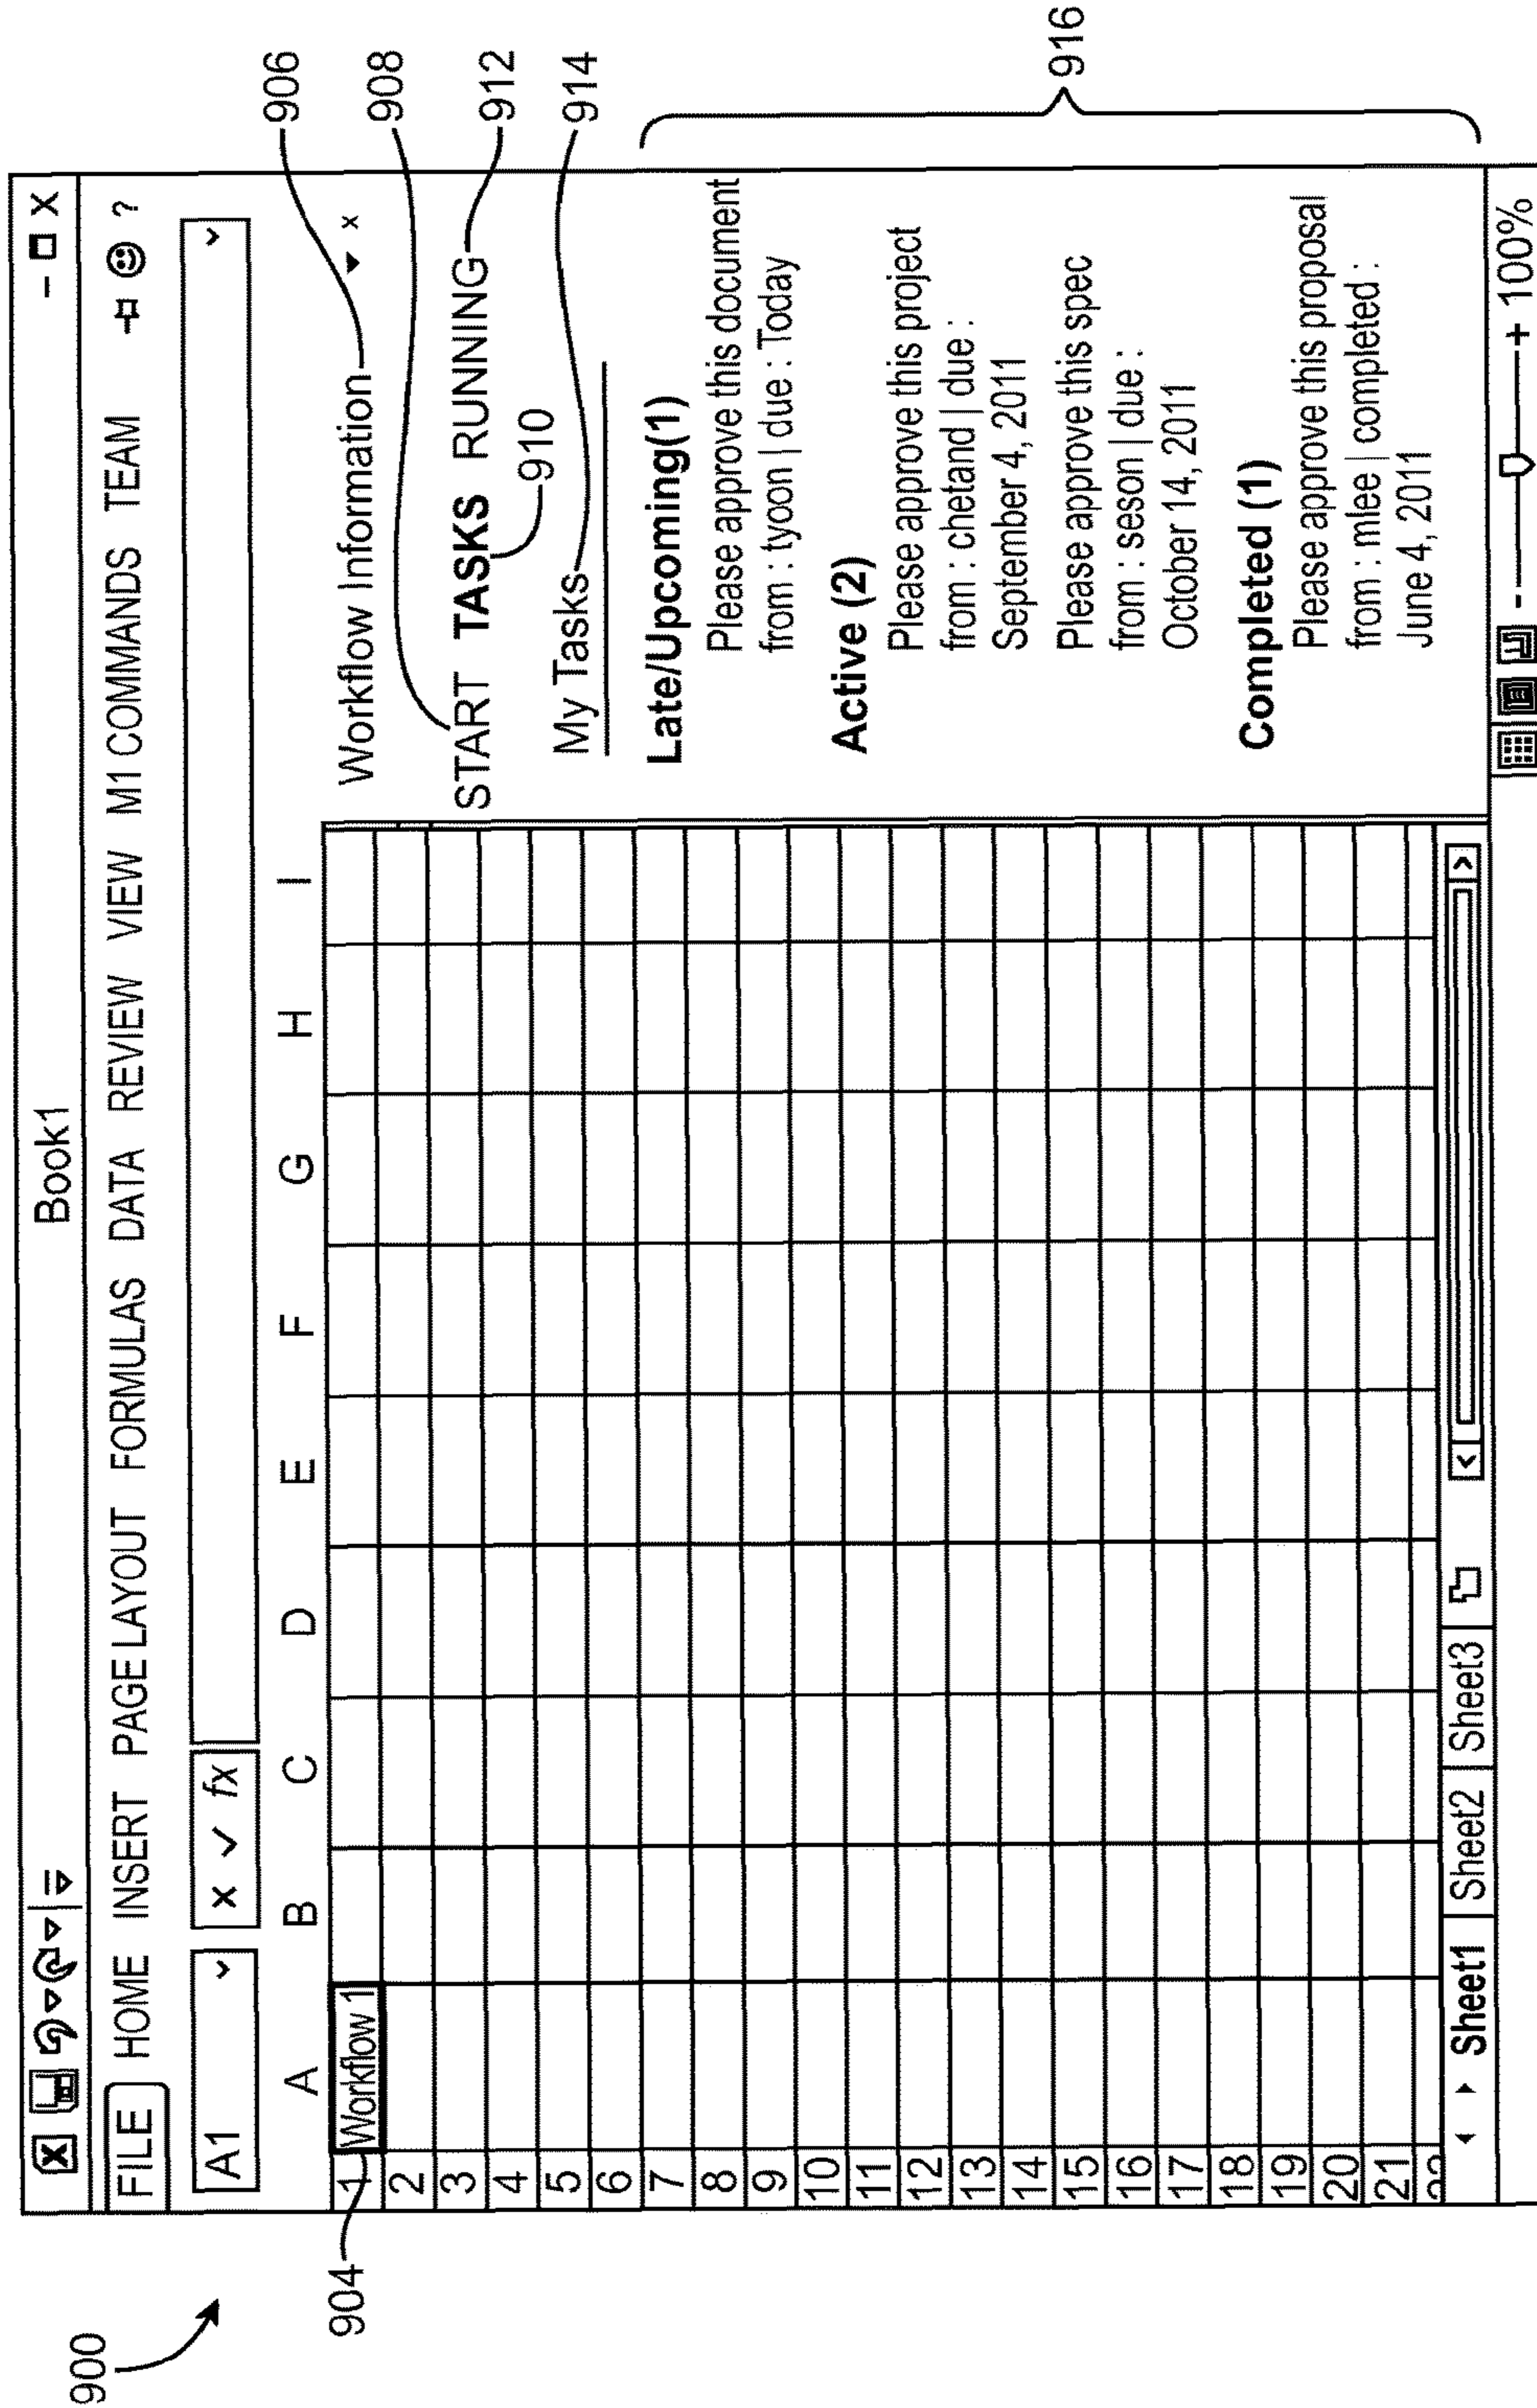 900
Book1
- X
FILE HOME INSERT PAGE LAYOUT FORMULAS DATA REVIEW VIEW M1 COMMANDS TEAM ?
A1 x ✓ fx
A B C D E F G H I
904
1 Workflow 1
2
3
4
5
6
7
8
9
10
11
12
13
14
15
16
17
18
19
20
21
Workflow Information x
906
START TASKS RUNNING
908
912
910
My Tasks
914
Late/Upcoming(1)
Please approve this document
from : tyoon | due : Today
Active (2)
Please approve this project
from : chetand | due :
September 4, 2011
Please approve this spec
from : seson | due :
October 14, 2011
Completed (1)
Please approve this proposal
from : mlee | completed :
June 4, 2011
916
Sheet1 Sheet2 Sheet3
- + 100%